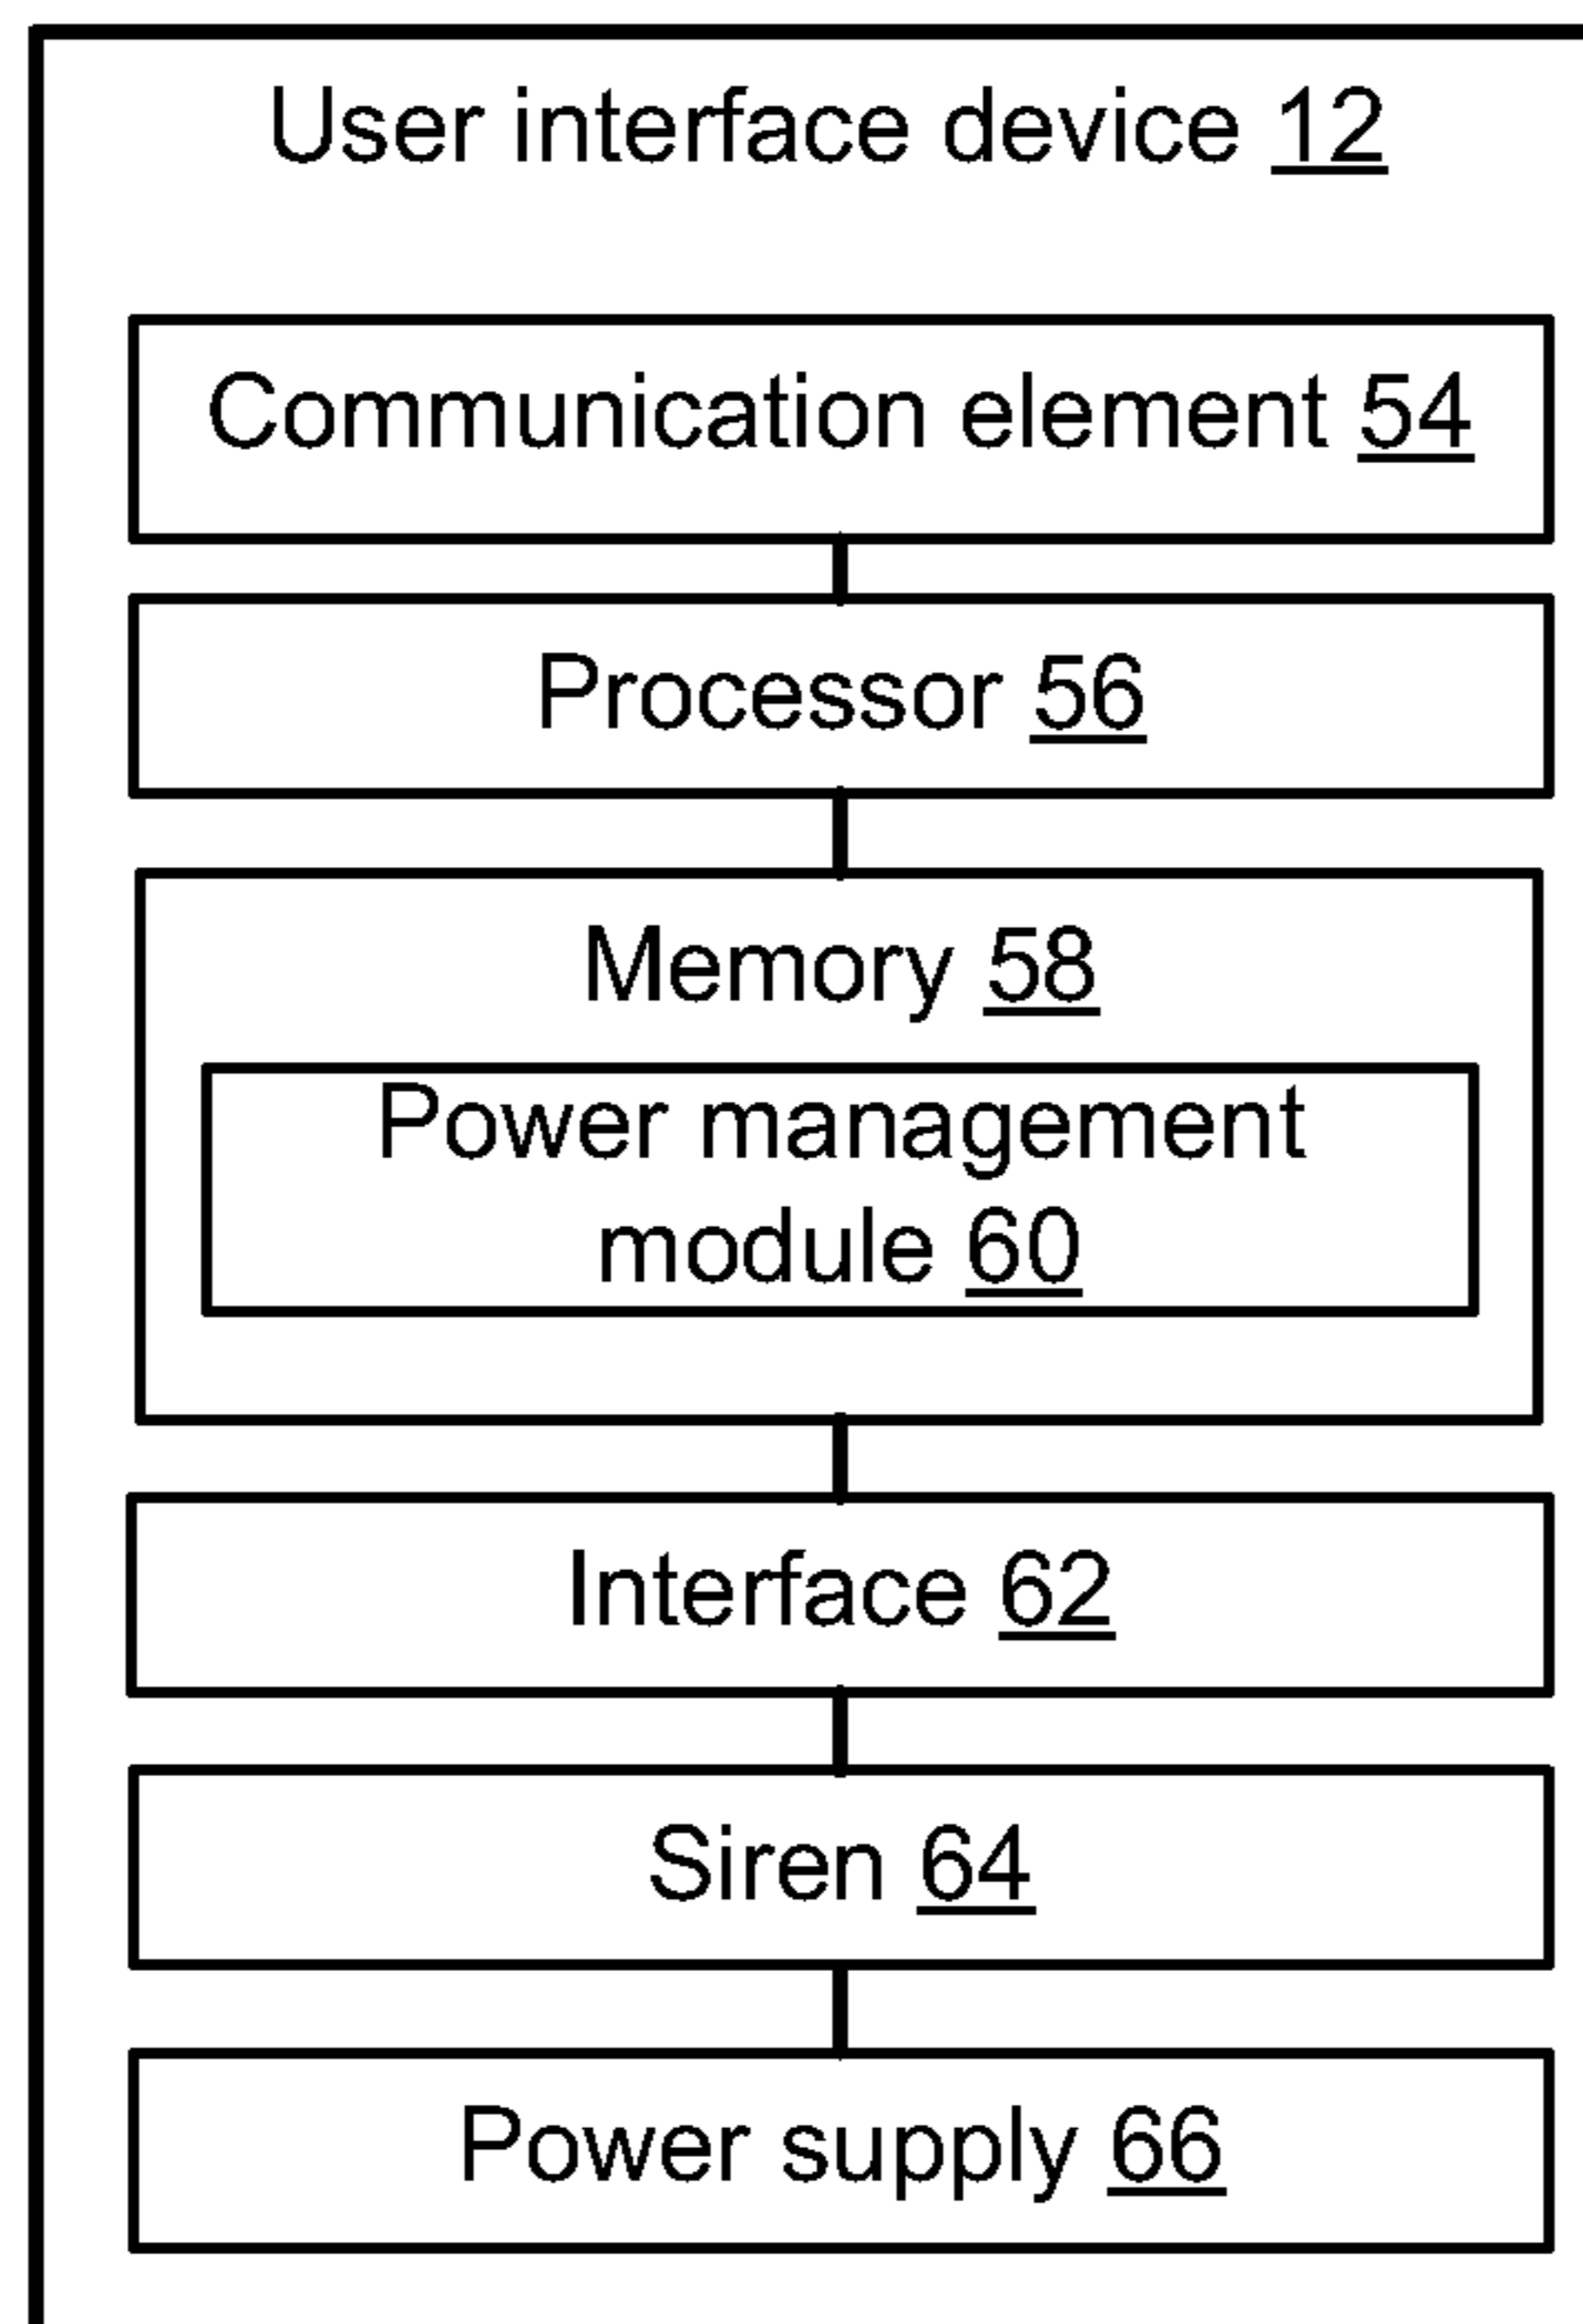 User interface device 12
Communication element 54
Processor 56
Memory 58
Power management
module 60
Interface 62
Siren 64
Power supply 66